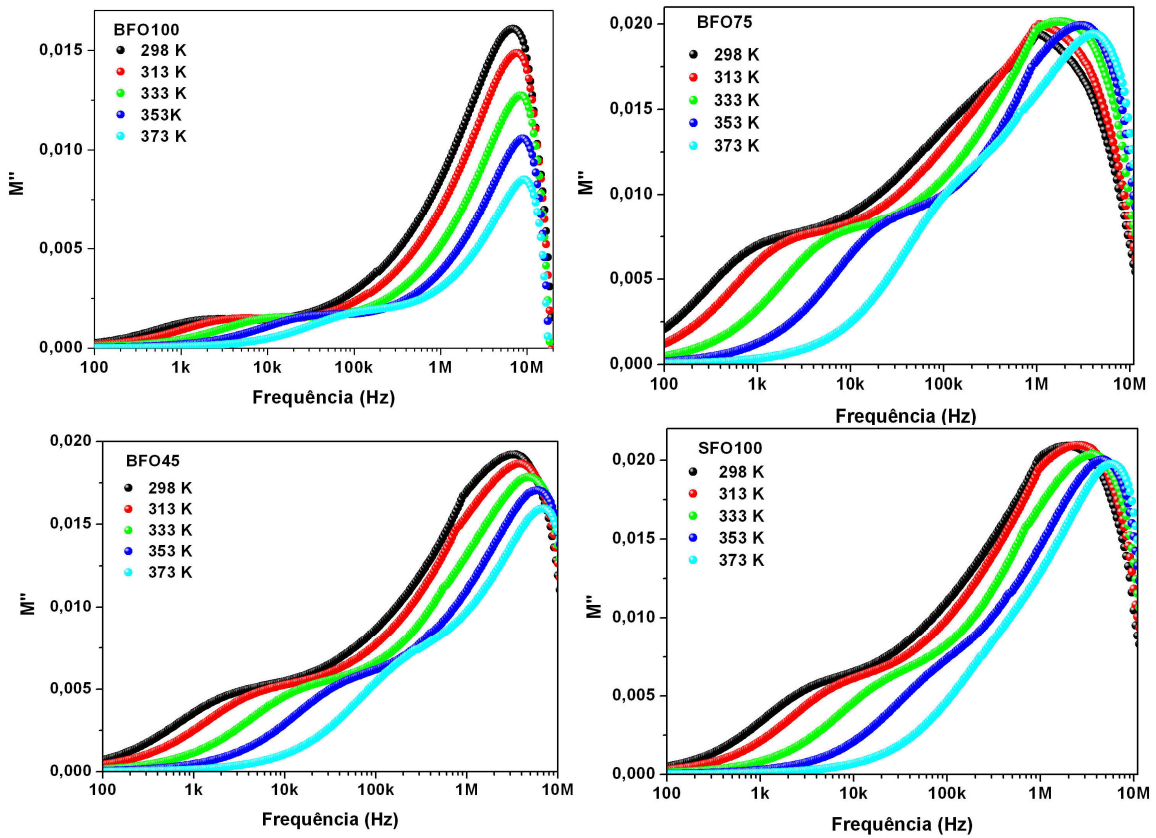 BFO100
298 K
313 K
333 K
353K
373 K
0,015
0,010
0,005
0,000
M"
100
1k
10k
100k
1M
10M
Frequência (Hz)
BFO75
298 K
313 K
333 K
353 K
373 K
0,020
0,015
0,010
0,005
0,000
M"
100
1k
10k
100k
1M
10M
Frequência (Hz)
BFO45
298 K
313 K
333 K
353 K
373 K
0,020
0,015
0,010
0,005
0,000
M"
100
1k
10k
100k
1M
10M
Frequência (Hz)
SFO100
298 K
313 K
333 K
353 K
373 K
0,020
0,015
0,010
0,005
0,000
M"
100
1k
10k
100k
1M
10M
Frequência (Hz)